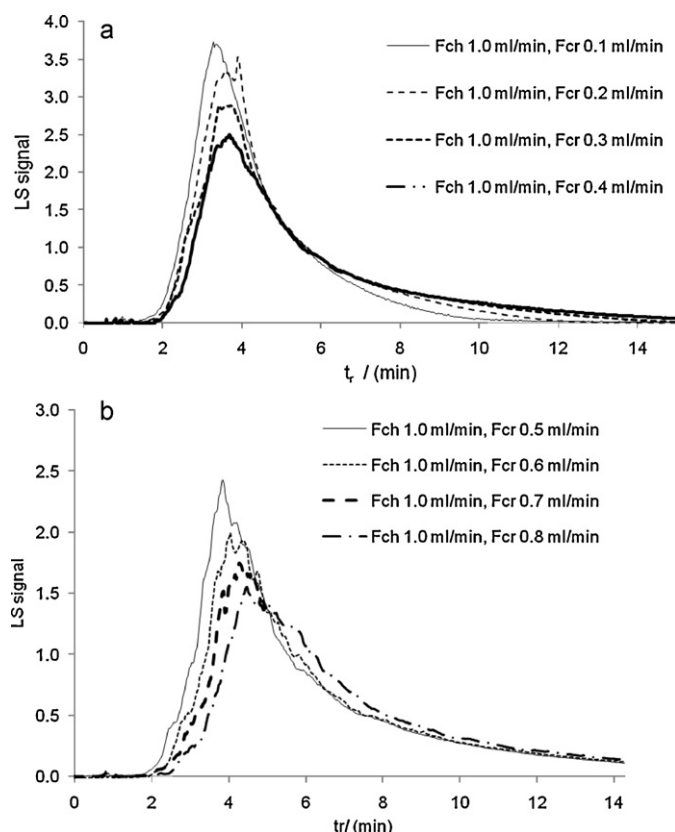 a
4.0
3.5
3.0
2.5
2.0
1.5
1.0
0.5
0.0
LS signal
Fch 1.0 ml/min, Fcr 0.1 ml/min
Fch 1.0 ml/min, Fcr 0.2 ml/min
Fch 1.0 ml/min, Fcr 0.3 ml/min
Fch 1.0 ml/min, Fcr 0.4 ml/min
0 2 4 6 8 10 12 14
tr / (min)
b
3.0
2.5
2.0
1.5
1.0
0.5
0.0
LS signal
Fch 1.0 ml/min, Fcr 0.5 ml/min
Fch 1.0 ml/min, Fcr 0.6 ml/min
Fch 1.0 ml/min, Fcr 0.7 ml/min
Fch 1.0 ml/min, Fcr 0.8 ml/min
0 2 4 6 8 10 12 14
tr/ (min)